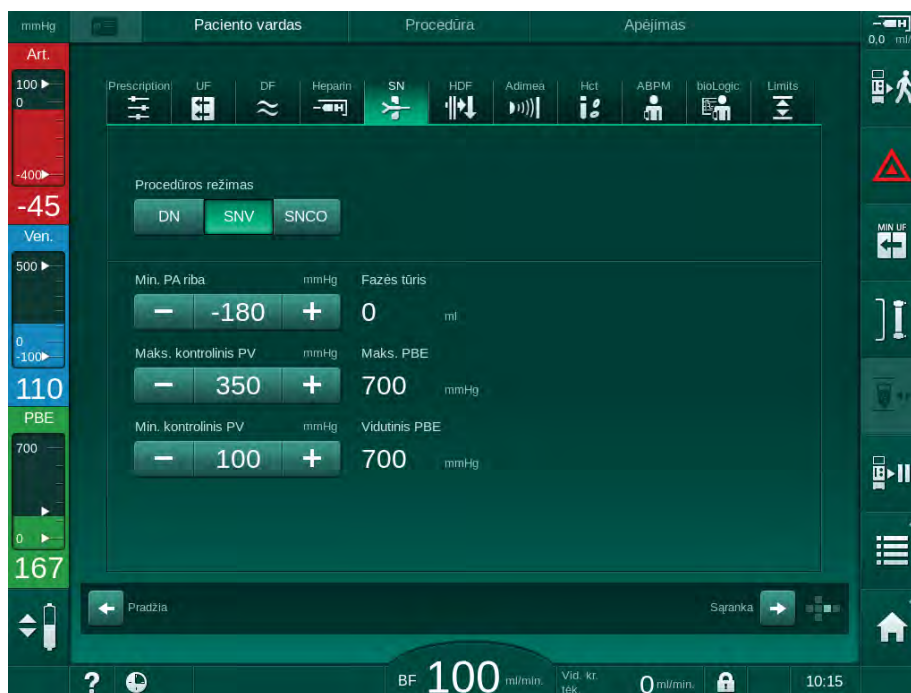 mmHg Paciento vardas Procedūra Apėjimas
0,0 ml/
Art.
100
0
-400
-45
Ven.
500
0
-100
110
PBE
700
0
167
Prescription UF DF Heparin SN HDF Adimea Hct ABPM bioLogic Limits
Procedūros režimas
DN SNV SNCO
Min. PA riba mmHg Fazės tūris
− -180 + 0 ml
Maks. kontrolinis PV mmHg Maks. PBE
− 350 + 700 mmHg
Min. kontrolinis PV mmHg Vidutinis PBE
− 100 + 700 mmHg
MIN UF
Pradžia Sąranka
? BF 100 ml/min. Vid. kr. tėk. 0 ml/min. 10:15